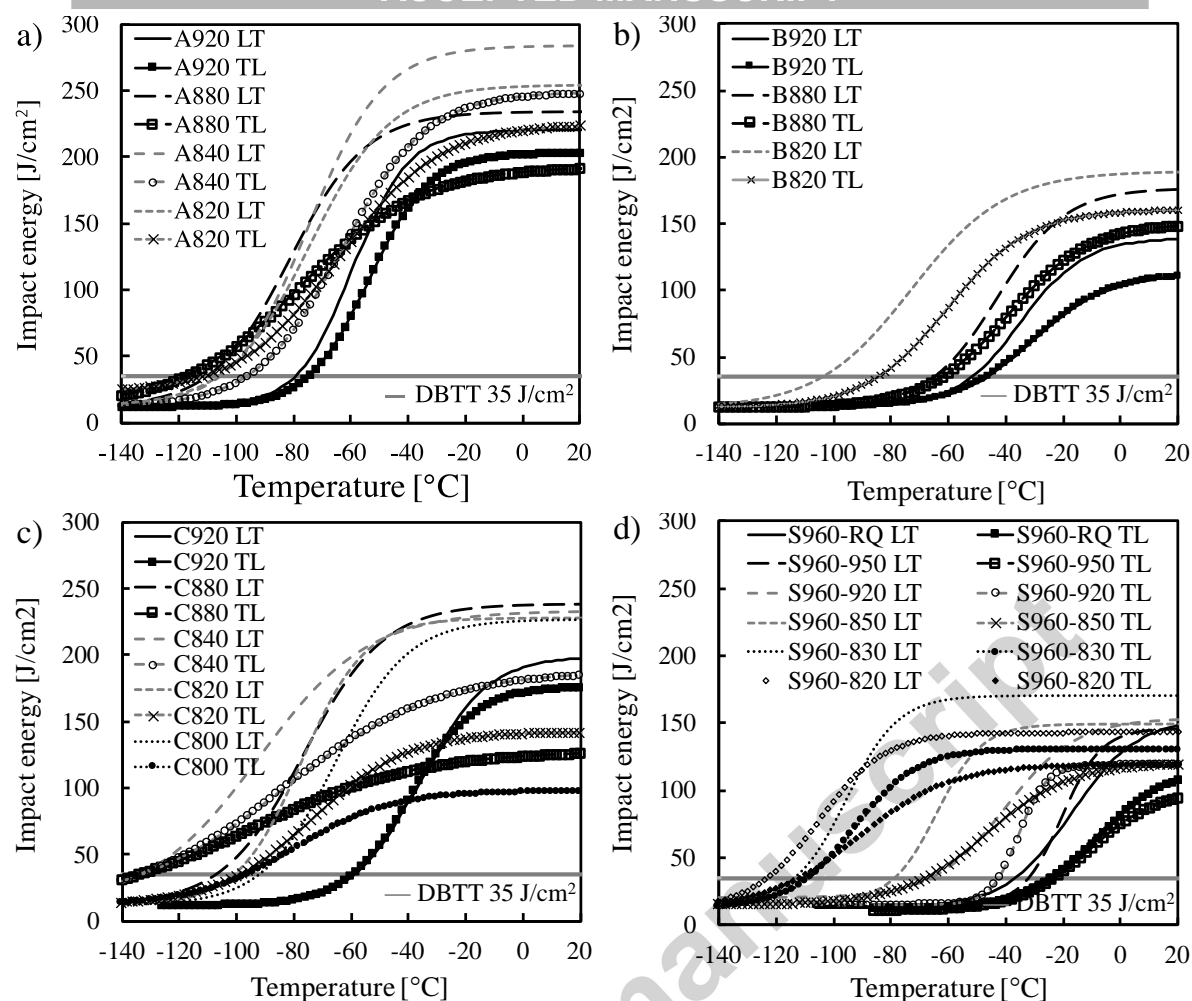 ACCEPTED MANUSCRIPT
a)
300
250
200
150
100
50
0
Impact energy [J/cm²]
A920 LT
A920 TL
A880 LT
A880 TL
A840 LT
A840 TL
A820 LT
A820 TL
DBTT 35 J/cm²
-140 -120 -100 -80 -60 -40 -20 0 20
Temperature [°C]
b)
300
250
200
150
100
50
0
Impact energy [J/cm2]
B920 LT
B920 TL
B880 LT
B880 TL
B820 LT
B820 TL
DBTT 35 J/cm²
-140 -120 -100 -80 -60 -40 -20 0 20
Temperature [°C]
c)
300
250
200
150
100
50
0
Impact energy [J/cm2]
C920 LT
C920 TL
C880 LT
C880 TL
C840 LT
C840 TL
C820 LT
C820 TL
C800 LT
C800 TL
DBTT 35 J/cm²
-140 -120 -100 -80 -60 -40 -20 0 20
Temperature [°C]
d)
300
250
200
150
100
50
0
Impact energy [J/cm2]
S960-RQ LT S960-RQ TL
S960-950 LT S960-950 TL
S960-920 LT S960-920 TL
S960-850 LT S960-850 TL
S960-830 LT S960-830 TL
S960-820 LT S960-820 TL
DBTT 35 J/cm²
-140 -120 -100 -80 -60 -40 -20 0 20
Temperature [°C]
manuscript